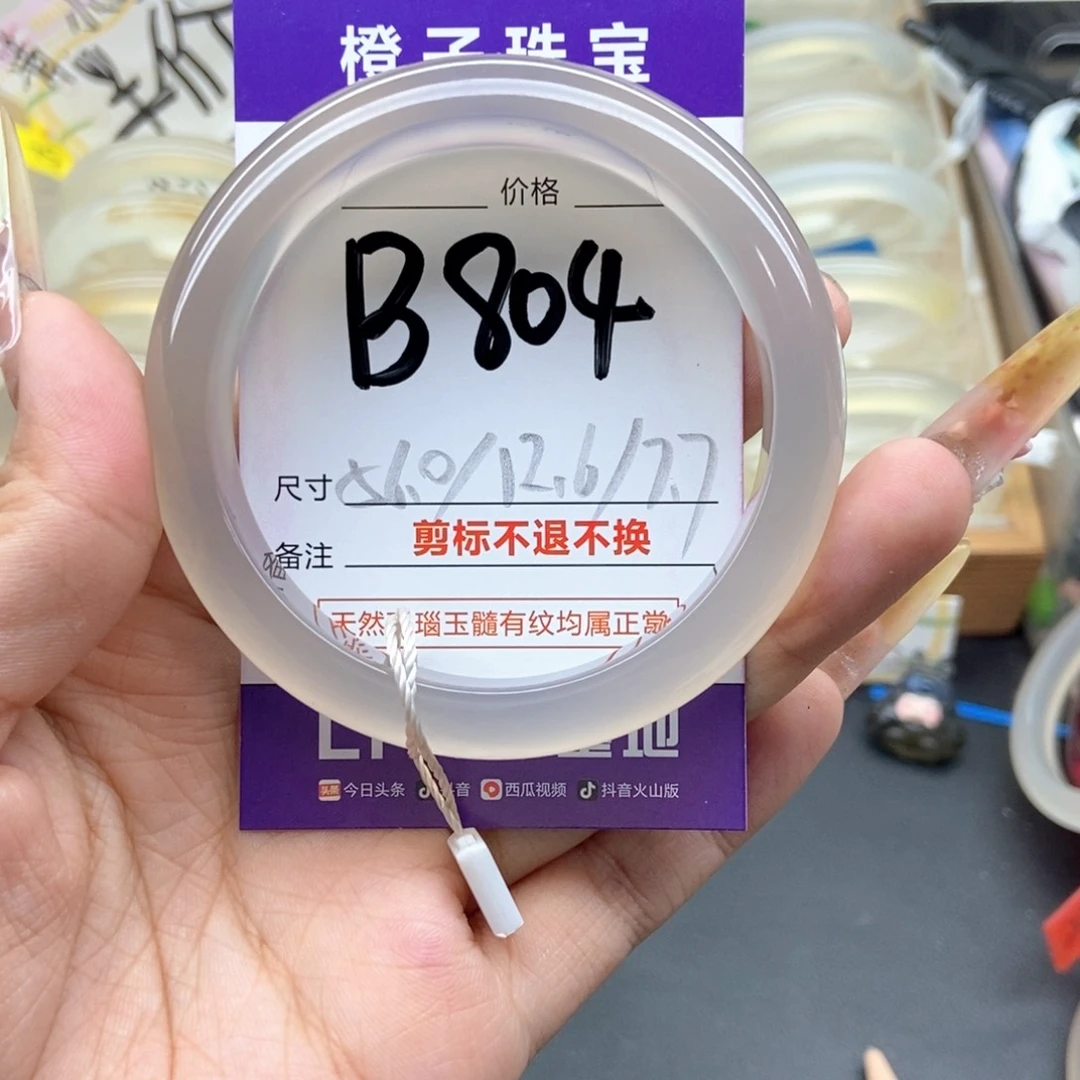 橙子珠宝
价格
B804
尺寸 56.0/12.6/7.7
剪标不退不换
备注
天然玛瑙玉髓有纹均属正常
基地
今日头条 抖音 西瓜视频 抖音火山版